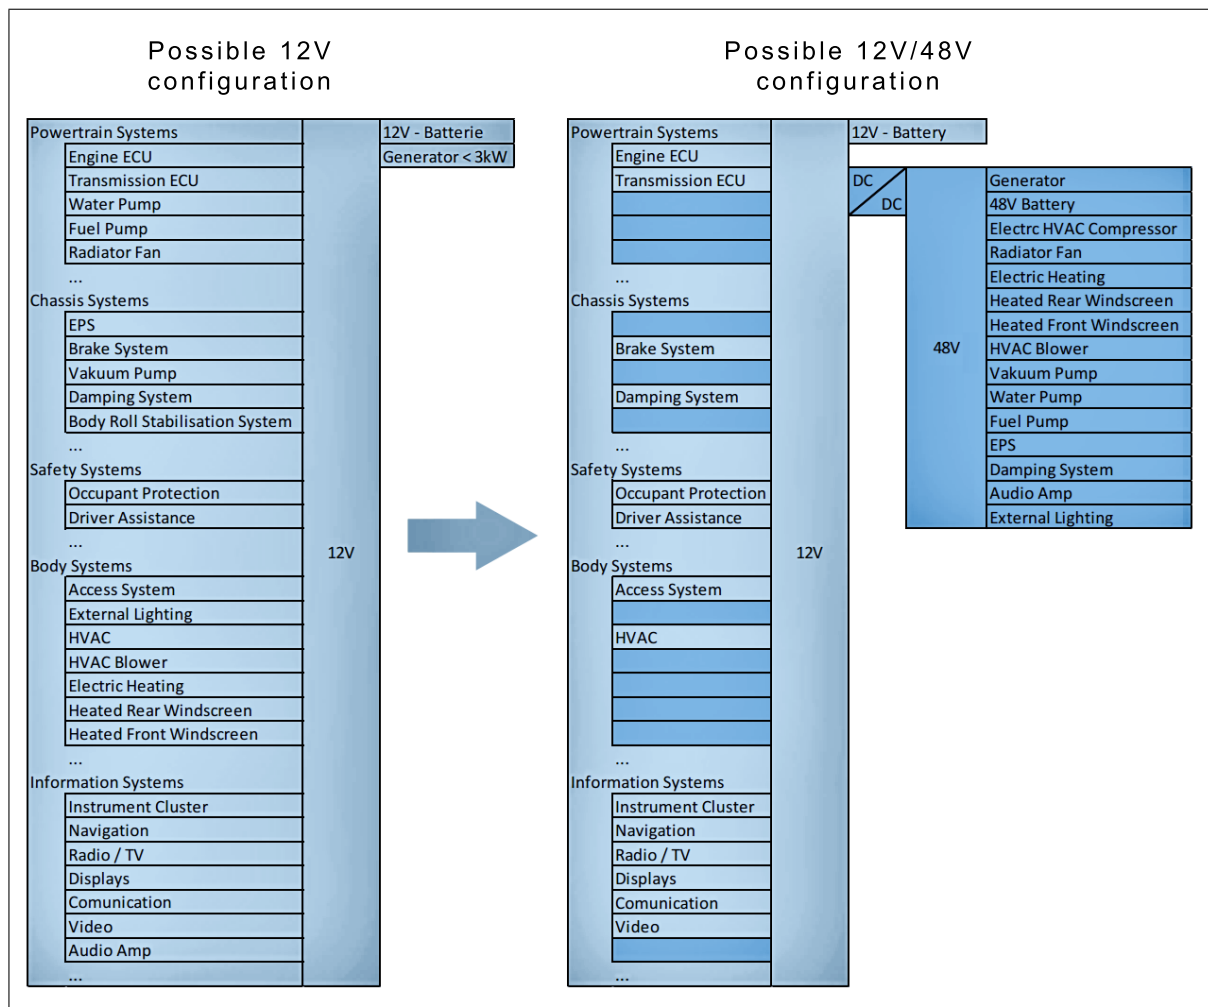 Possible 12V
configuration
Powertrain Systems
Engine ECU
Transmission ECU
Water Pump
Fuel Pump
Radiator Fan
...
Chassis Systems
EPS
Brake System
Vakuum Pump
Damping System
Body Roll Stabilisation System
...
Safety Systems
Occupant Protection
Driver Assistance
...
Body Systems
Access System
External Lighting
HVAC
HVAC Blower
Electric Heating
Heated Rear Windscreen
Heated Front Windscreen
...
Information Systems
Instrument Cluster
Navigation
Radio / TV
Displays
Comunication
Video
Audio Amp
...
12V
12V - Batterie
Generator < 3kW
Possible 12V/48V
configuration
Powertrain Systems
Engine ECU
Transmission ECU
...
Chassis Systems
Brake System
Damping System
...
Safety Systems
Occupant Protection
Driver Assistance
...
Body Systems
Access System
HVAC
...
Information Systems
Instrument Cluster
Navigation
Radio / TV
Displays
Comunication
Video
...
12V
12V - Battery
DC
DC
48V
Generator
48V Battery
Electrc HVAC Compressor
Radiator Fan
Electric Heating
Heated Rear Windscreen
Heated Front Windscreen
HVAC Blower
Vakuum Pump
Water Pump
Fuel Pump
EPS
Damping System
Audio Amp
External Lighting